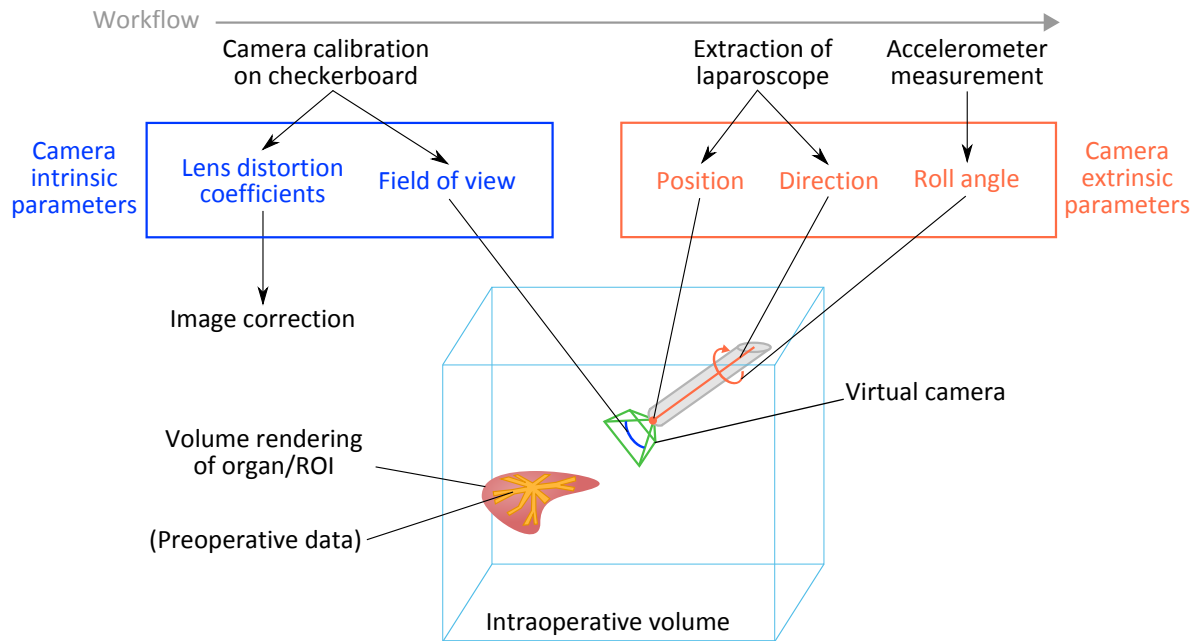 Workflow
Camera calibration
on checkerboard
Extraction of
laparoscope
Accelerometer
measurement
Camera
intrinsic
parameters
Lens distortion
coefficients
Field of view
Position
Direction
Roll angle
Camera
extrinsic
parameters
Image correction
Virtual camera
Volume rendering
of organ/ROI
(Preoperative data)
Intraoperative volume